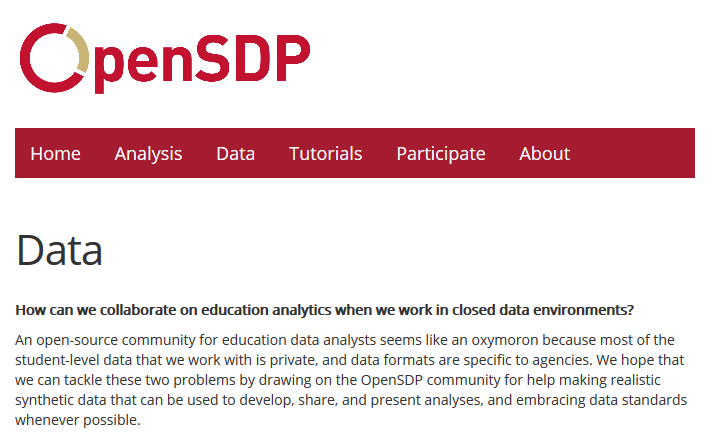 OpenSDP
Home Analysis Data Tutorials Participate About
Data
How can we collaborate on education analytics when we work in closed data environments?
An open-source community for education data analysts seems like an oxymoron because most of the
student-level data that we work with is private, and data formats are specific to agencies. We hope that
we can tackle these two problems by drawing on the OpenSDP community for help making realistic
synthetic data that can be used to develop, share, and present analyses, and embracing data standards
whenever possible.